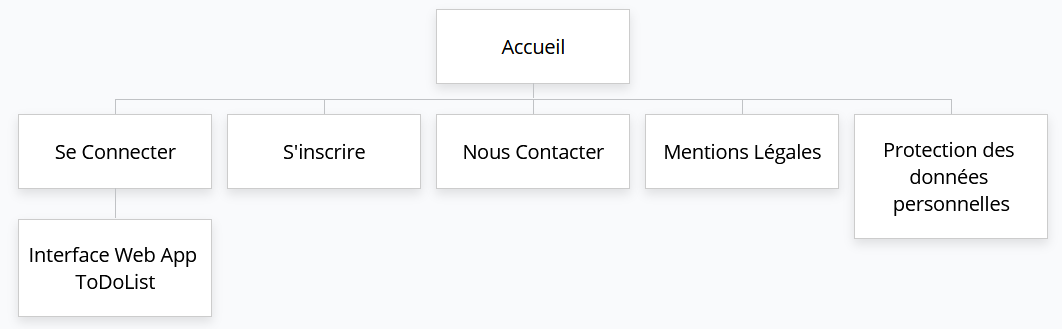 Accueil
Se Connecter
S'inscrire
Nous Contacter
Mentions Légales
Protection des
données
personnelles
Interface Web App
ToDoList